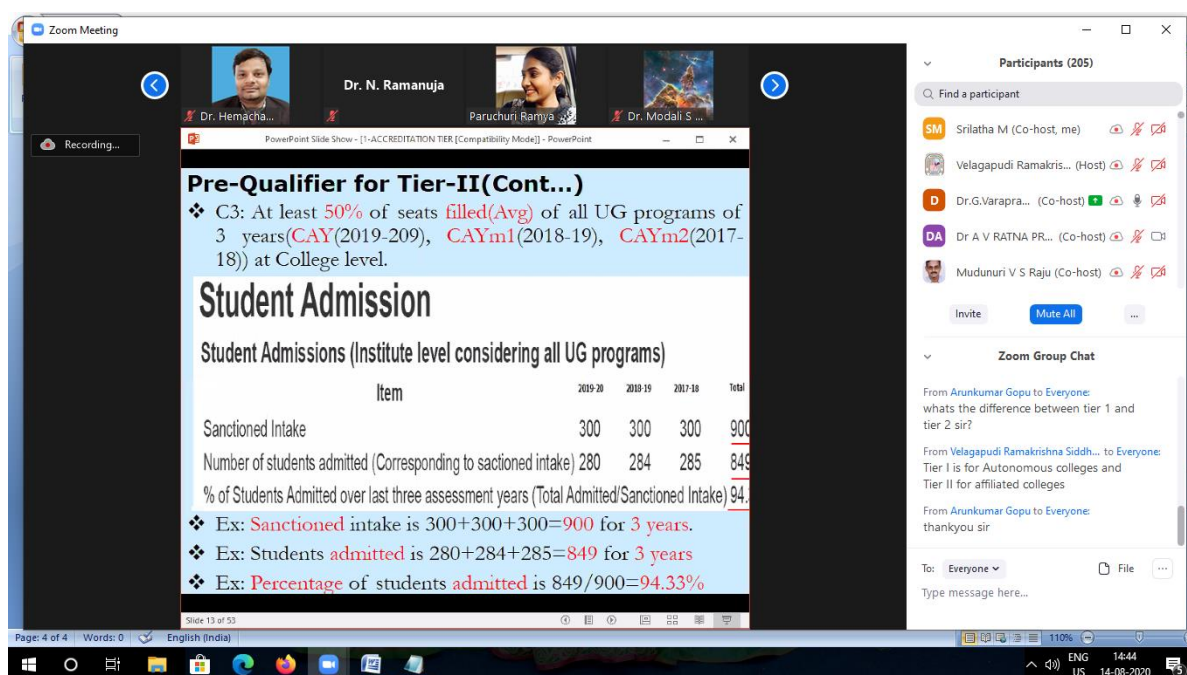 Zoom Meeting
Recording...
Dr. Hemacha...
Dr. N. Ramanuja
Paruchuri Ramya
Dr. Modali S ...
PowerPoint Slide Show - [1-ACCREDITATION TIER [Compatibility Mode]] - PowerPoint
Pre-Qualifier for Tier-II(Cont...)
❖ C3: At least 50% of seats filled(Avg) of all UG programs of
3 years(CAY(2019-209), CAYm1(2018-19), CAYm2(2017-
18)) at College level.
Student Admission
Student Admissions (Institute level considering all UG programs)
Item 2019-20 2018-19 2017-18 Total
Sanctioned Intake 300 300 300 900
Number of students admitted (Corresponding to sactioned intake) 280 284 285 849
% of Students Admitted over last three assessment years (Total Admitted/Sanctioned Intake) 94.
❖ Ex: Sanctioned intake is 300+300+300=900 for 3 years.
❖ Ex: Students admitted is 280+284+285=849 for 3 years
❖ Ex: Percentage of students admitted is 849/900=94.33%
Slide 13 of 53
Participants (205)
Find a participant
SM Srilatha M (Co-host, me)
Velagapudi Ramakris... (Host)
D Dr.G.Varapra... (Co-host)
DA Dr A V RATNA PR... (Co-host)
Mudunuri V S Raju (Co-host)
Invite Mute All ...
Zoom Group Chat
From Arunkumar Gopu to Everyone:
whats the difference between tier 1 and
tier 2 sir?
From Velagapudi Ramakrishna Siddh... to Everyone:
Tier I is for Autonomous colleges and
Tier II for affiliated colleges
From Arunkumar Gopu to Everyone:
thankyou sir
To: Everyone File ...
Type message here...
Page: 4 of 4 Words: 0 English (India) 110%
ENG 14:44
US 14-08-2020 5